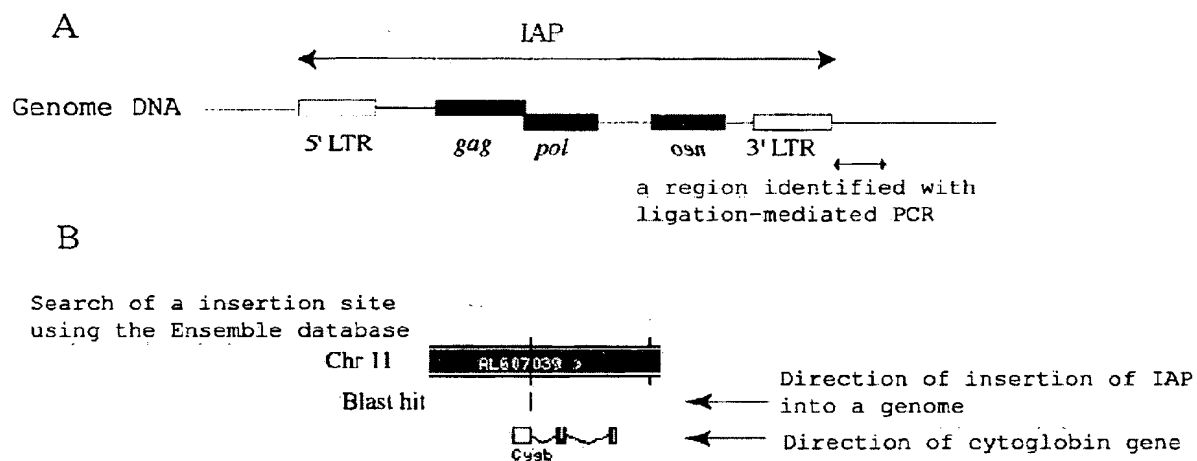 A
IAP
Genome DNA
5' LTR
gag
pol
neo
3' LTR
a region identified with
ligation-mediated PCR
B
Search of a insertion site
using the Ensemble database
Chr 11
AL607039 >
Blast hit
Direction of insertion of IAP
into a genome
Direction of cytoglobin gene
Cygb